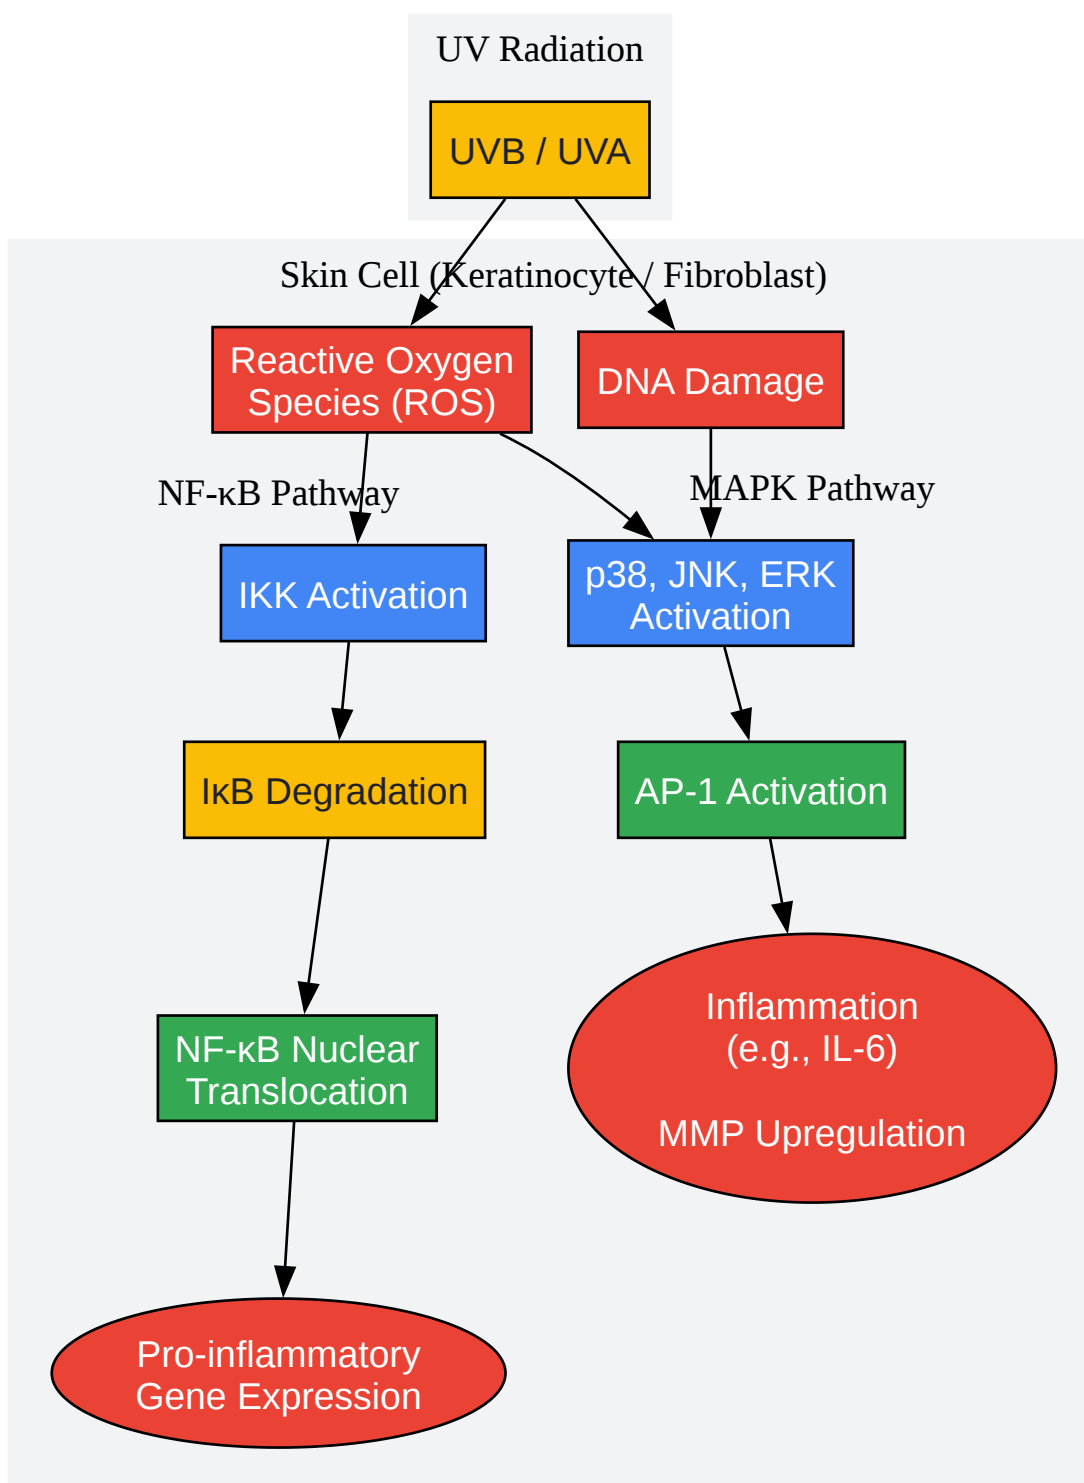 UV Radiation
UVB / UVA
Skin Cell (Keratinocyte / Fibroblast)
Reactive Oxygen
Species (ROS)
DNA Damage
NF-κB Pathway
MAPK Pathway
IKK Activation
p38, JNK, ERK
Activation
IκB Degradation
AP-1 Activation
NF-κB Nuclear
Translocation
Inflammation
(e.g., IL-6)
MMP Upregulation
Pro-inflammatory
Gene Expression